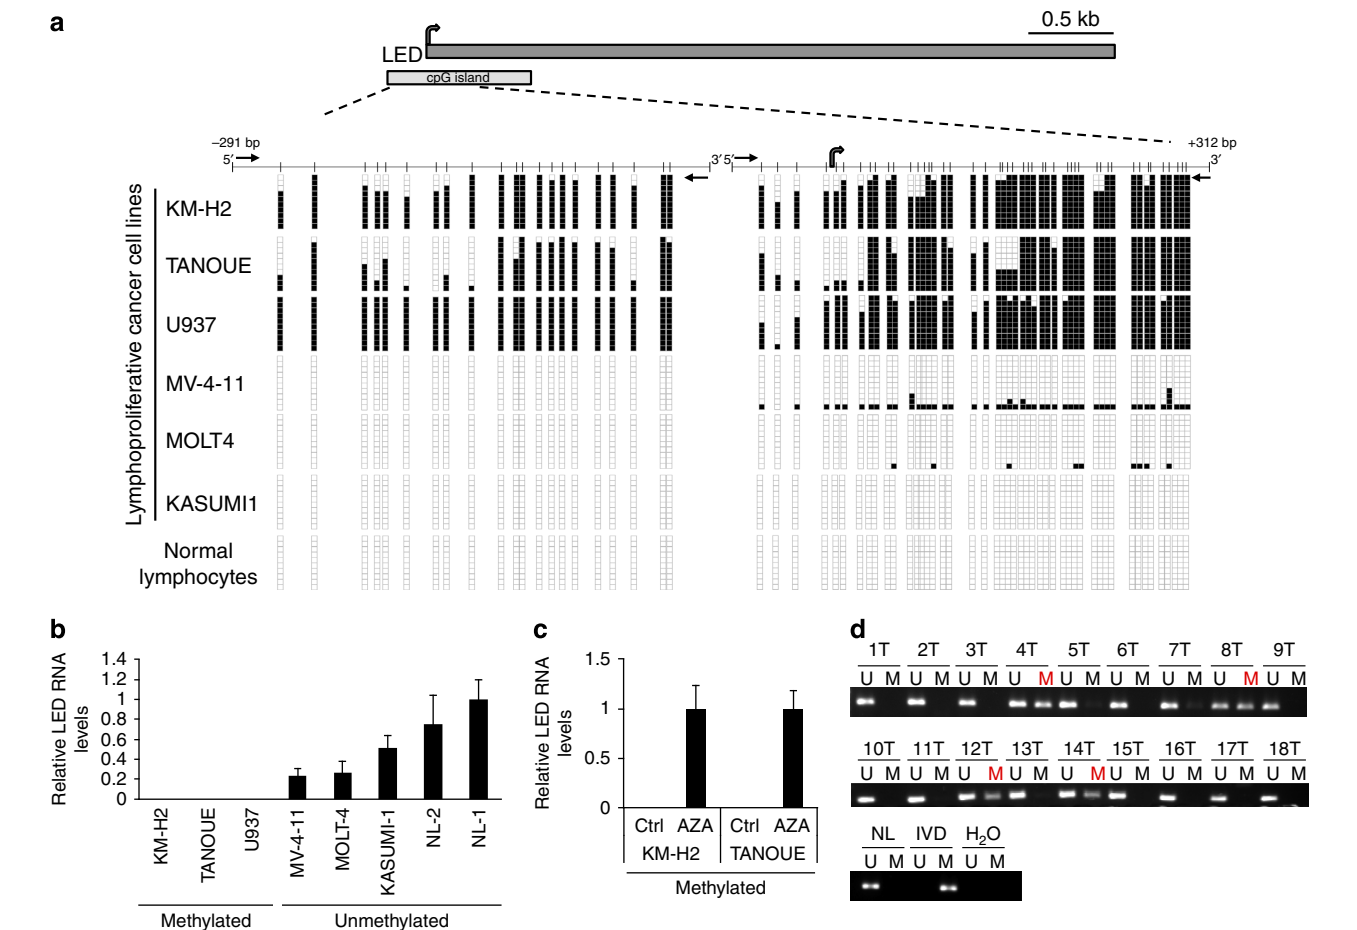 a
0.5 kb
LED
cpG island
−291 bp
+312 bp
5′
3′ 5′
3′
Lymphoproliferative cancer cell lines
KM-H2
TANOUE
U937
MV-4-11
MOLT4
KASUMI1
Normal
lymphocytes
b
Relative LED RNA
levels
1.4
1.2
1
0.8
0.6
0.4
0.2
0
KM-H2
TANOUE
U937
MV-4-11
MOLT-4
KASUMI-1
NL-2
NL-1
Methylated
Unmethylated
c
Relative LED RNA
levels
1.5
1
0.5
0
Ctrl AZA Ctrl AZA
KM-H2 TANOUE
Methylated
d
1T 2T 3T 4T 5T 6T 7T 8T 9T
U M U M U M U M U M U M U M U M U M
10T 11T 12T 13T 14T 15T 16T 17T 18T
U M U M U M U M U M U M U M U M U M
NL IVD H₂O
U M U M U M